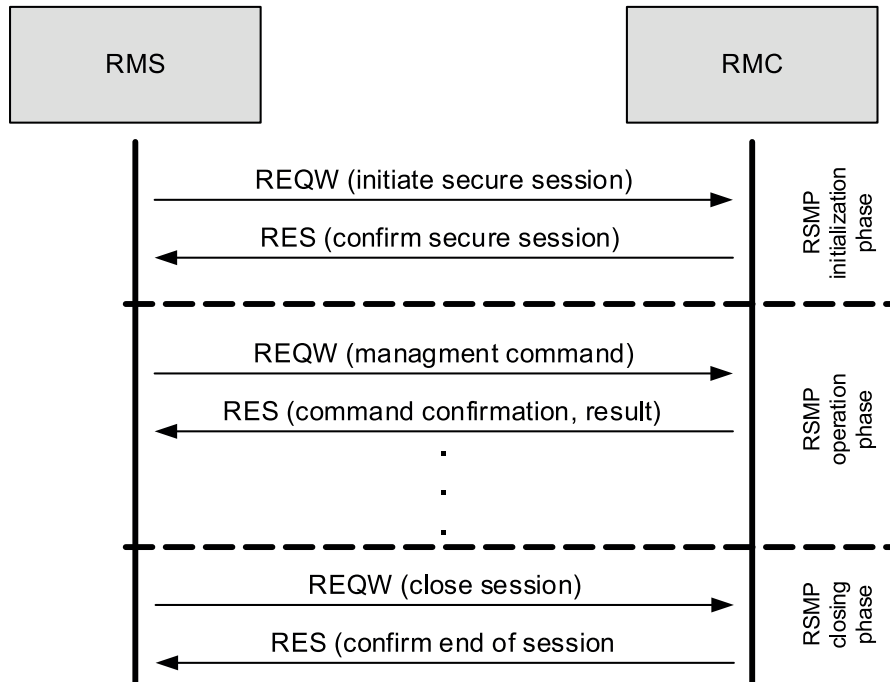 RMS
RMC
REQW (initiate secure session)
RES (confirm secure session)
RSMP
initialization
phase
REQW (managment command)
RES (command confirmation, result)
RSMP
operation
phase
REQW (close session)
RES (confirm end of session
RSMP
closing
phase